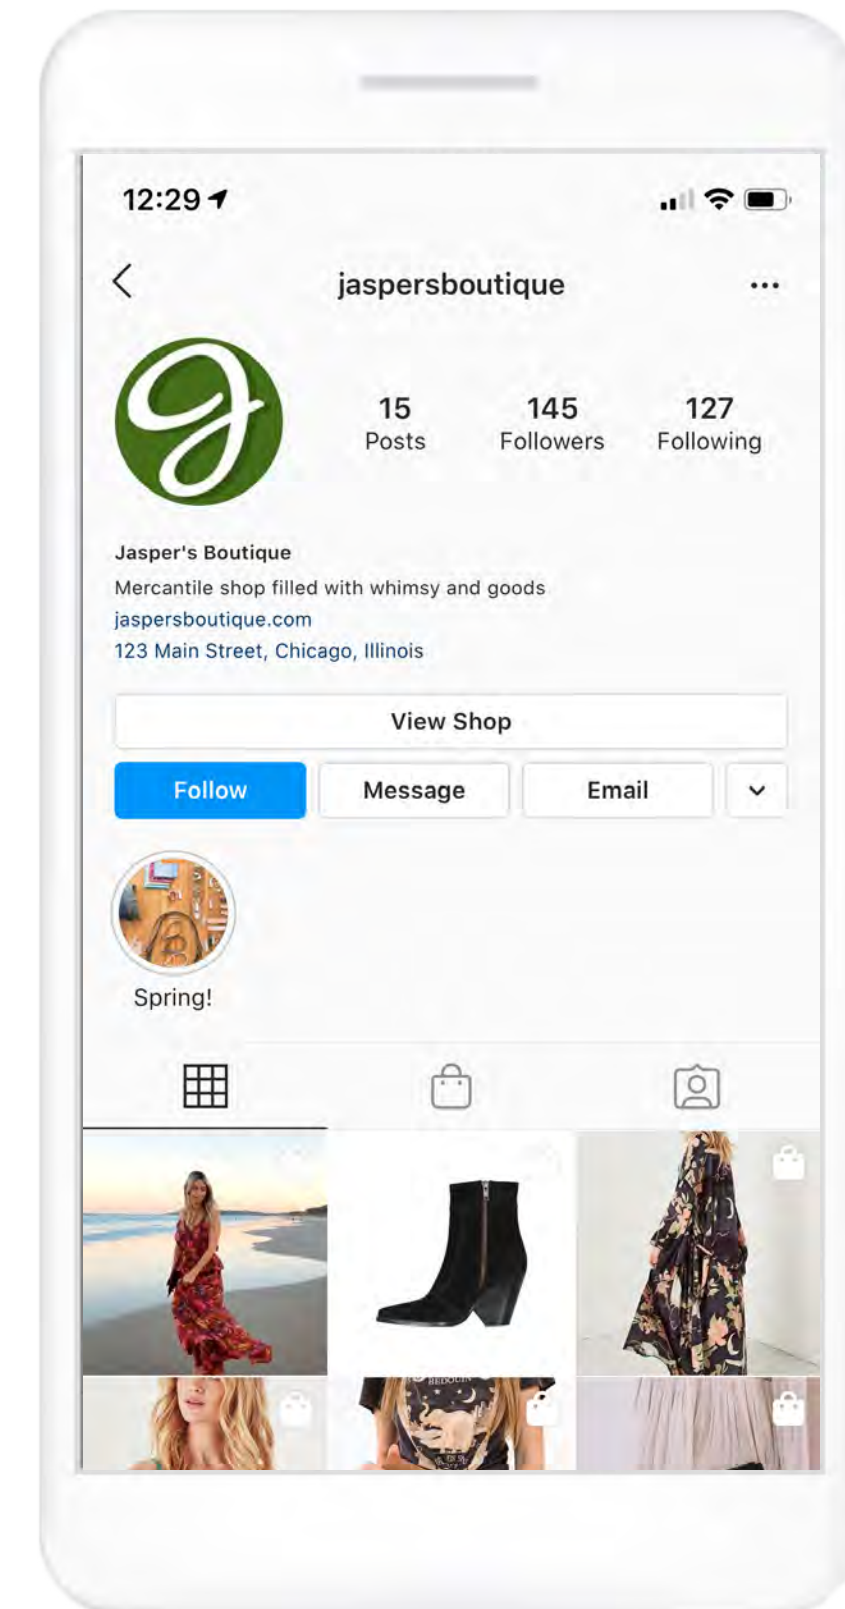 12:29
jaspersboutique
15 145 127
Posts Followers Following
Jasper's Boutique
Mercantile shop filled with whimsy and goods
jaspersboutique.com
123 Main Street, Chicago, Illinois
View Shop
Follow Message Email
Spring!
BEDOUIN